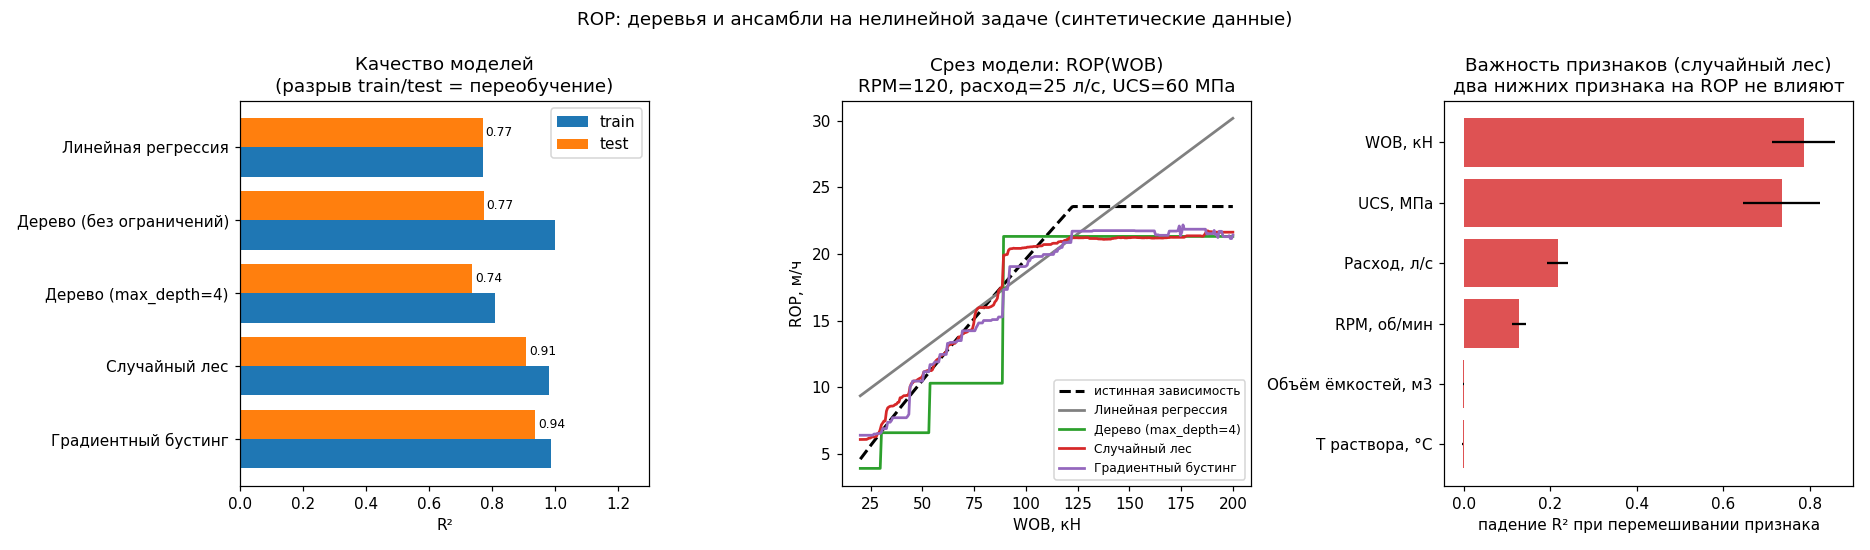 ROP: деревья и ансамбли на нелинейной задаче (синтетические данные)
Качество моделей
(разрыв train/test = переобучение)
train
test
Линейная регрессия
0.77
Дерево (без ограничений)
0.77
Дерево (max_depth=4)
0.74
Случайный лес
0.91
Градиентный бустинг
0.94
0.0 0.2 0.4 0.6 0.8 1.0 1.2
R²
Срез модели: ROP(WOB)
RPM=120, расход=25 л/с, UCS=60 МПа
ROP, м/ч
30
25
20
15
10
5
истинная зависимость
Линейная регрессия
Дерево (max_depth=4)
Случайный лес
Градиентный бустинг
25 50 75 100 125 150 175 200
WOB, кН
Важность признаков (случайный лес)
два нижних признака на ROP не влияют
WOB, кН
UCS, МПа
Расход, л/с
RPM, об/мин
Объём ёмкостей, м3
Т раствора, °C
0.0 0.2 0.4 0.6 0.8
падение R² при перемешивании признака